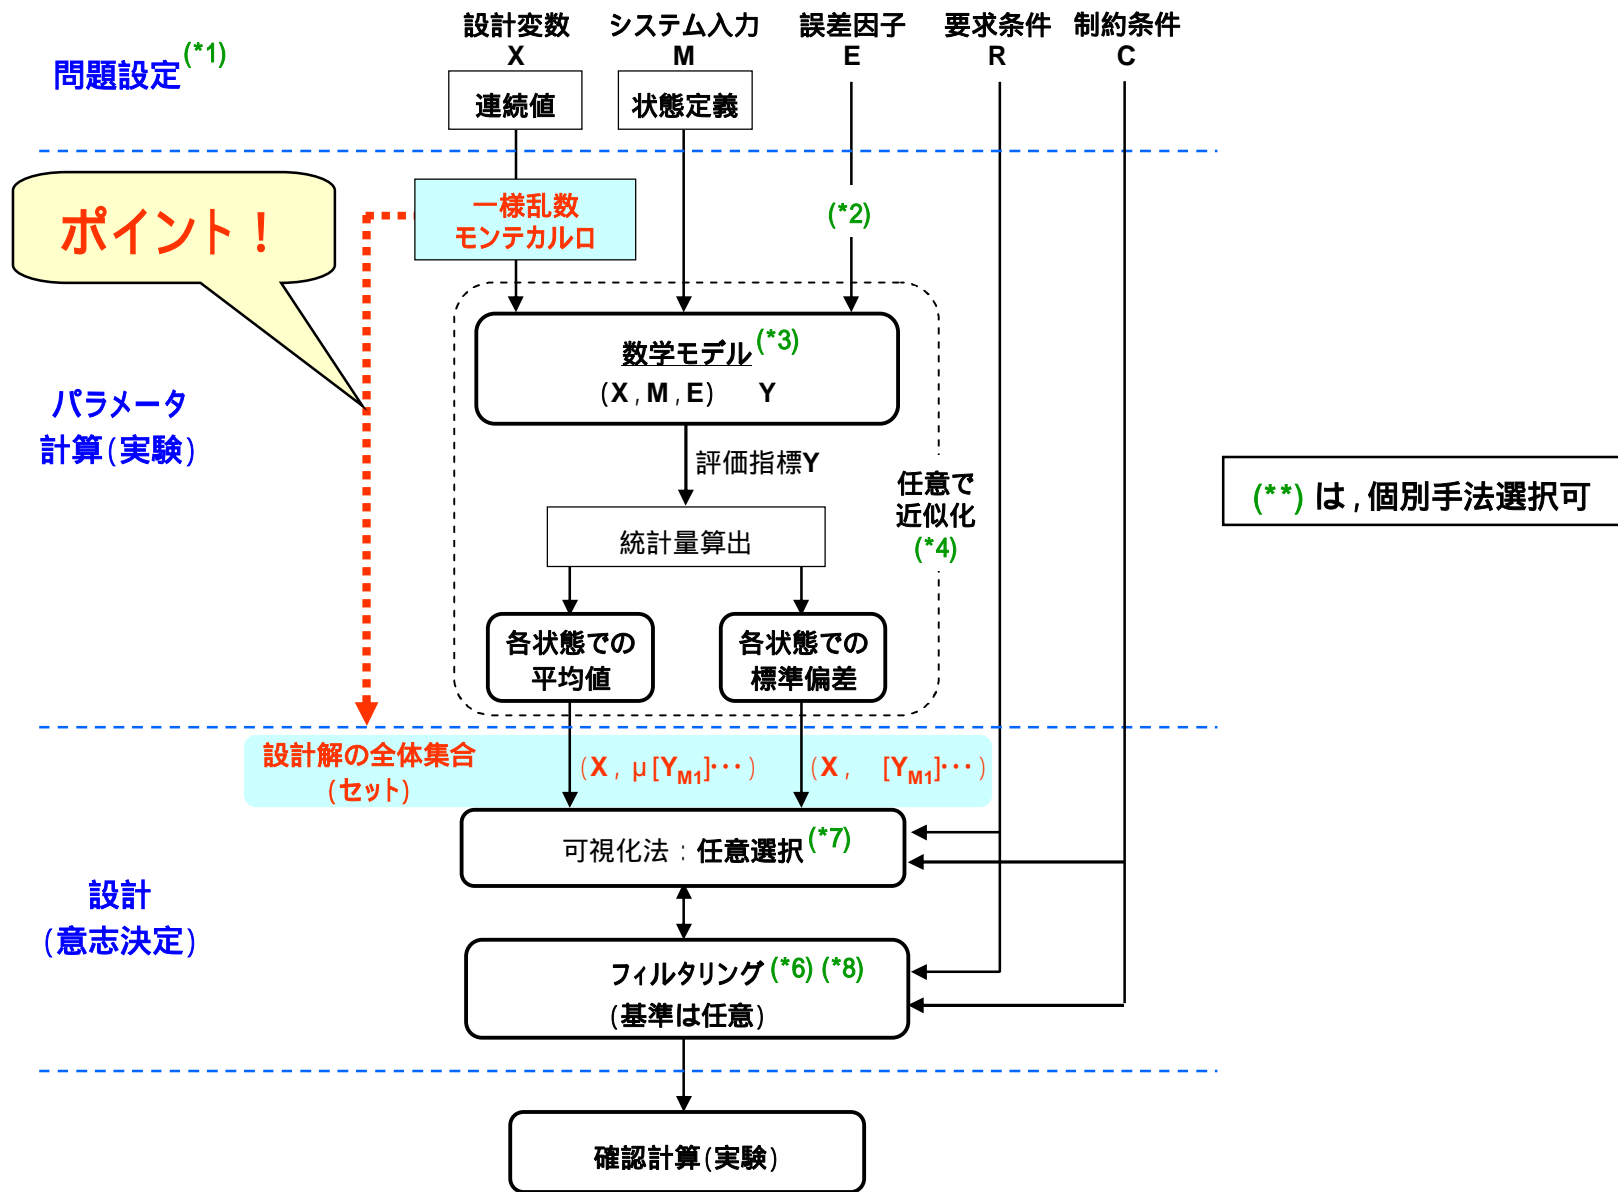 設計変数
X
システム入力
M
誤差因子
E
要求条件
R
制約条件
C
問題設定(*1)
連続値
状態定義
ポイント！
一様乱数
モンテカルロ
(*2)
数学モデル(*3)
(X , M , E)　Y
パラメータ
計算(実験)
評価指標Y
任意で
近似化
(*4)
(**) は , 個別手法選択可
統計量算出
各状態での
平均値
各状態での
標準偏差
設計解の全体集合
(セット)
(X , μ[YM1]･･･)
(X ,　[YM1]･･･)
可視化法 : 任意選択(*7)
設計
(意志決定)
フィルタリング(*6) (*8)
(基準は任意)
確認計算(実験)